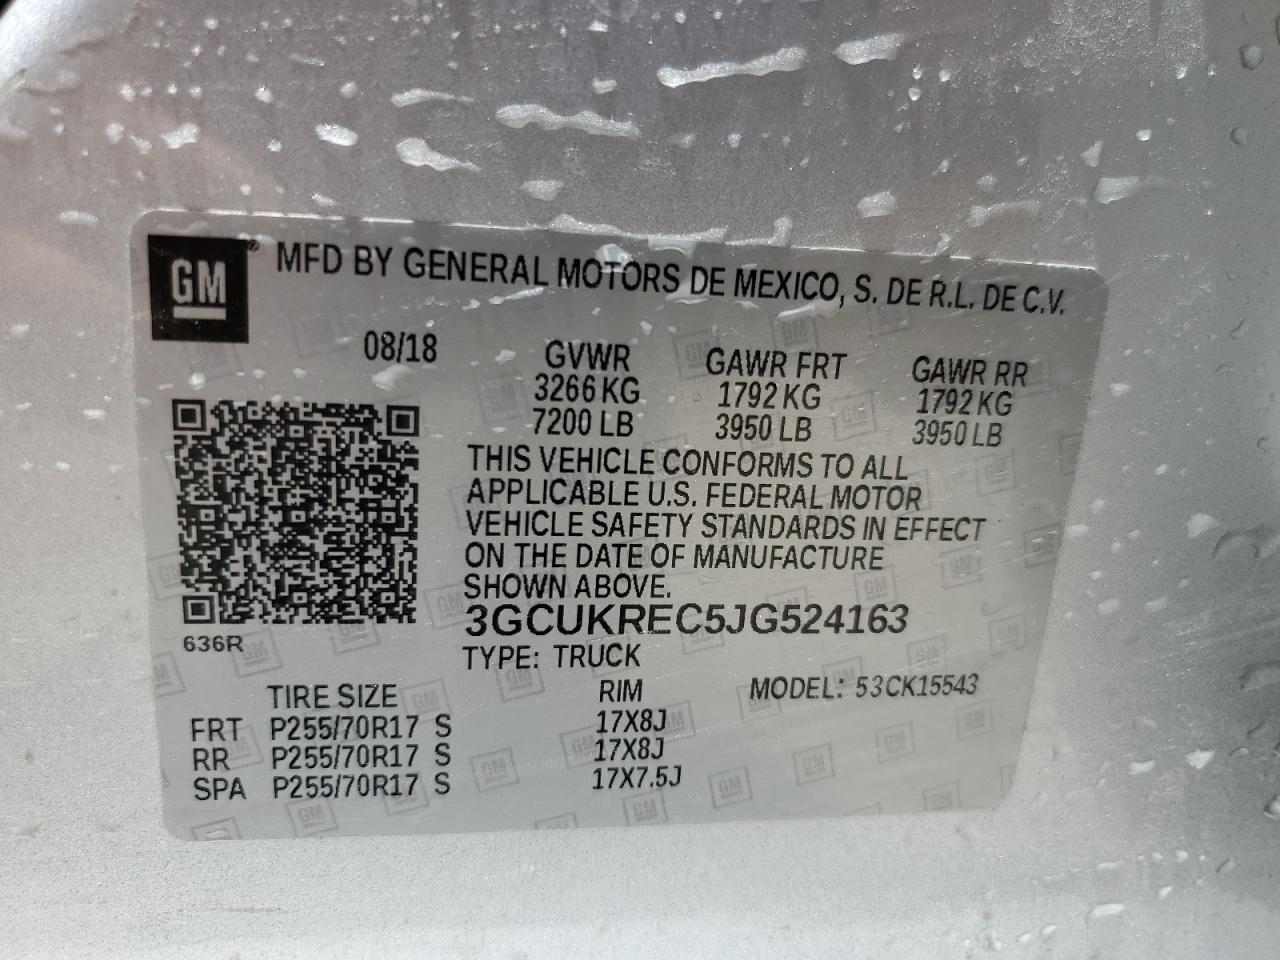 GM ® MFD BY GENERAL MOTORS DE MEXICO, S. DE R.L. DE C.V.
08/18
GVWR GAWR FRT GAWR RR
3266 KG 1792 KG 1792 KG
7200 LB 3950 LB 3950 LB
THIS VEHICLE CONFORMS TO ALL
APPLICABLE U.S. FEDERAL MOTOR
VEHICLE SAFETY STANDARDS IN EFFECT
ON THE DATE OF MANUFACTURE
SHOWN ABOVE.
3GCUKREC5JG524163
636R
TYPE: TRUCK
TIRE SIZE RIM MODEL: 53CK15543
FRT P255/70R17 S 17X8J
RR P255/70R17 S 17X8J
SPA P255/70R17 S 17X7.5J